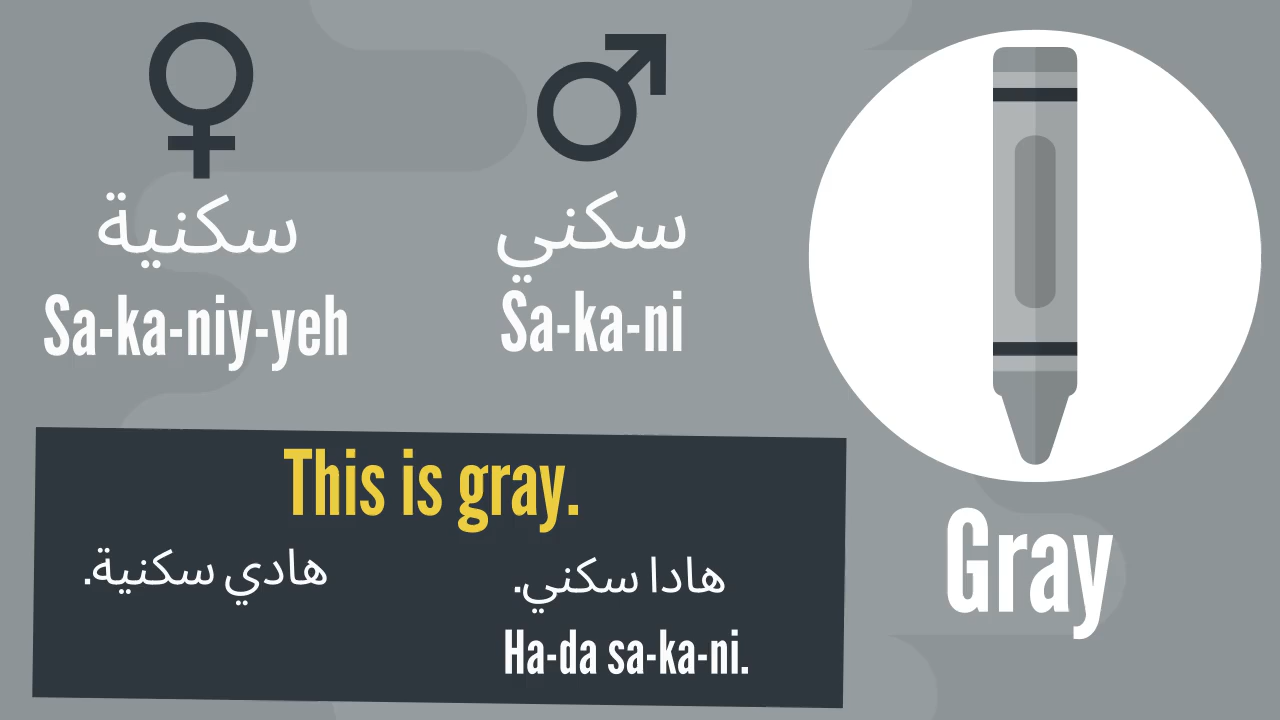 سكنية
Sa-ka-niy-yeh
سكني
Sa-ka-ni
Gray
This is gray.
هادي سكنية.
هادا سكني.
Ha-da sa-ka-ni.